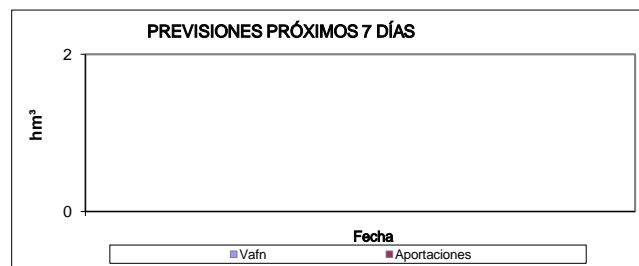 PREVISIONES PRÓXIMOS 7 DÍAS
2
hm³
0
Fecha
Vafn Aportaciones